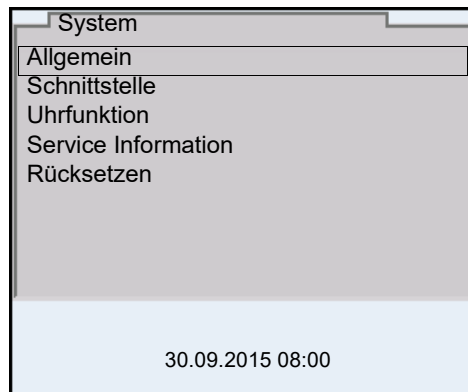 System
Allgemein
Schnittstelle
Uhrfunktion
Service Information
Rücksetzen
30.09.2015 08:00